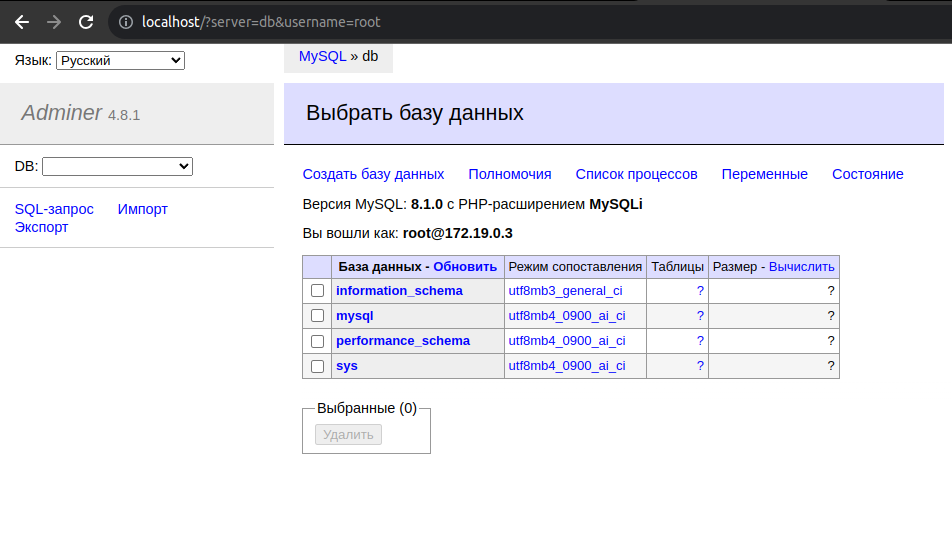 localhost/?server=db&username=root
Язык: Русский
MySQL » db
Adminer 4.8.1
Выбрать базу данных
DB:
SQL-запрос Импорт
Экспорт
Создать базу данных Полномочия Список процессов Переменные Состояние
Версия MySQL: 8.1.0 с PHP-расширением MySQLi
Вы вошли как: root@172.19.0.3
База данных - Обновить Режим сопоставления Таблицы Размер - Вычислить
information_schema utf8mb3_general_ci ? ?
mysql utf8mb4_0900_ai_ci ? ?
performance_schema utf8mb4_0900_ai_ci ? ?
sys utf8mb4_0900_ai_ci ? ?
Выбранные (0)
Удалить